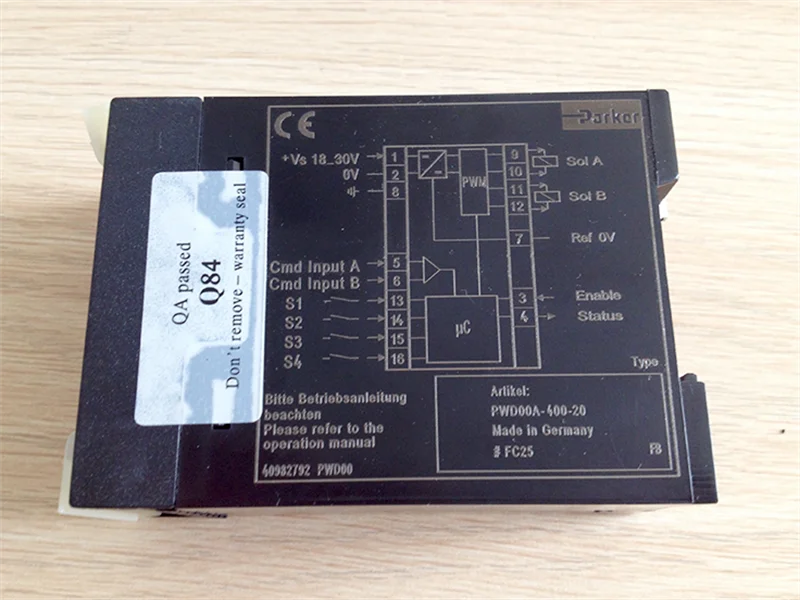 CE
Parker
+Vs 18_30V
0V
1
2
8
PWM
9
10
11
12
Sol A
Sol B
7
Ref 0V
Cmd Input A
Cmd Input B
5
6
S1
S2
S3
S4
13
14
15
16
µC
3
4
Enable
Status
Type
Bitte Betriebsanleitung
beachten
Please refer to the
operation manual
40982792 PWD00
Artikel:
PWD00A-400-20
Made in Germany
# FC25
F8
QA passed
Q84
Don't remove – warranty seal